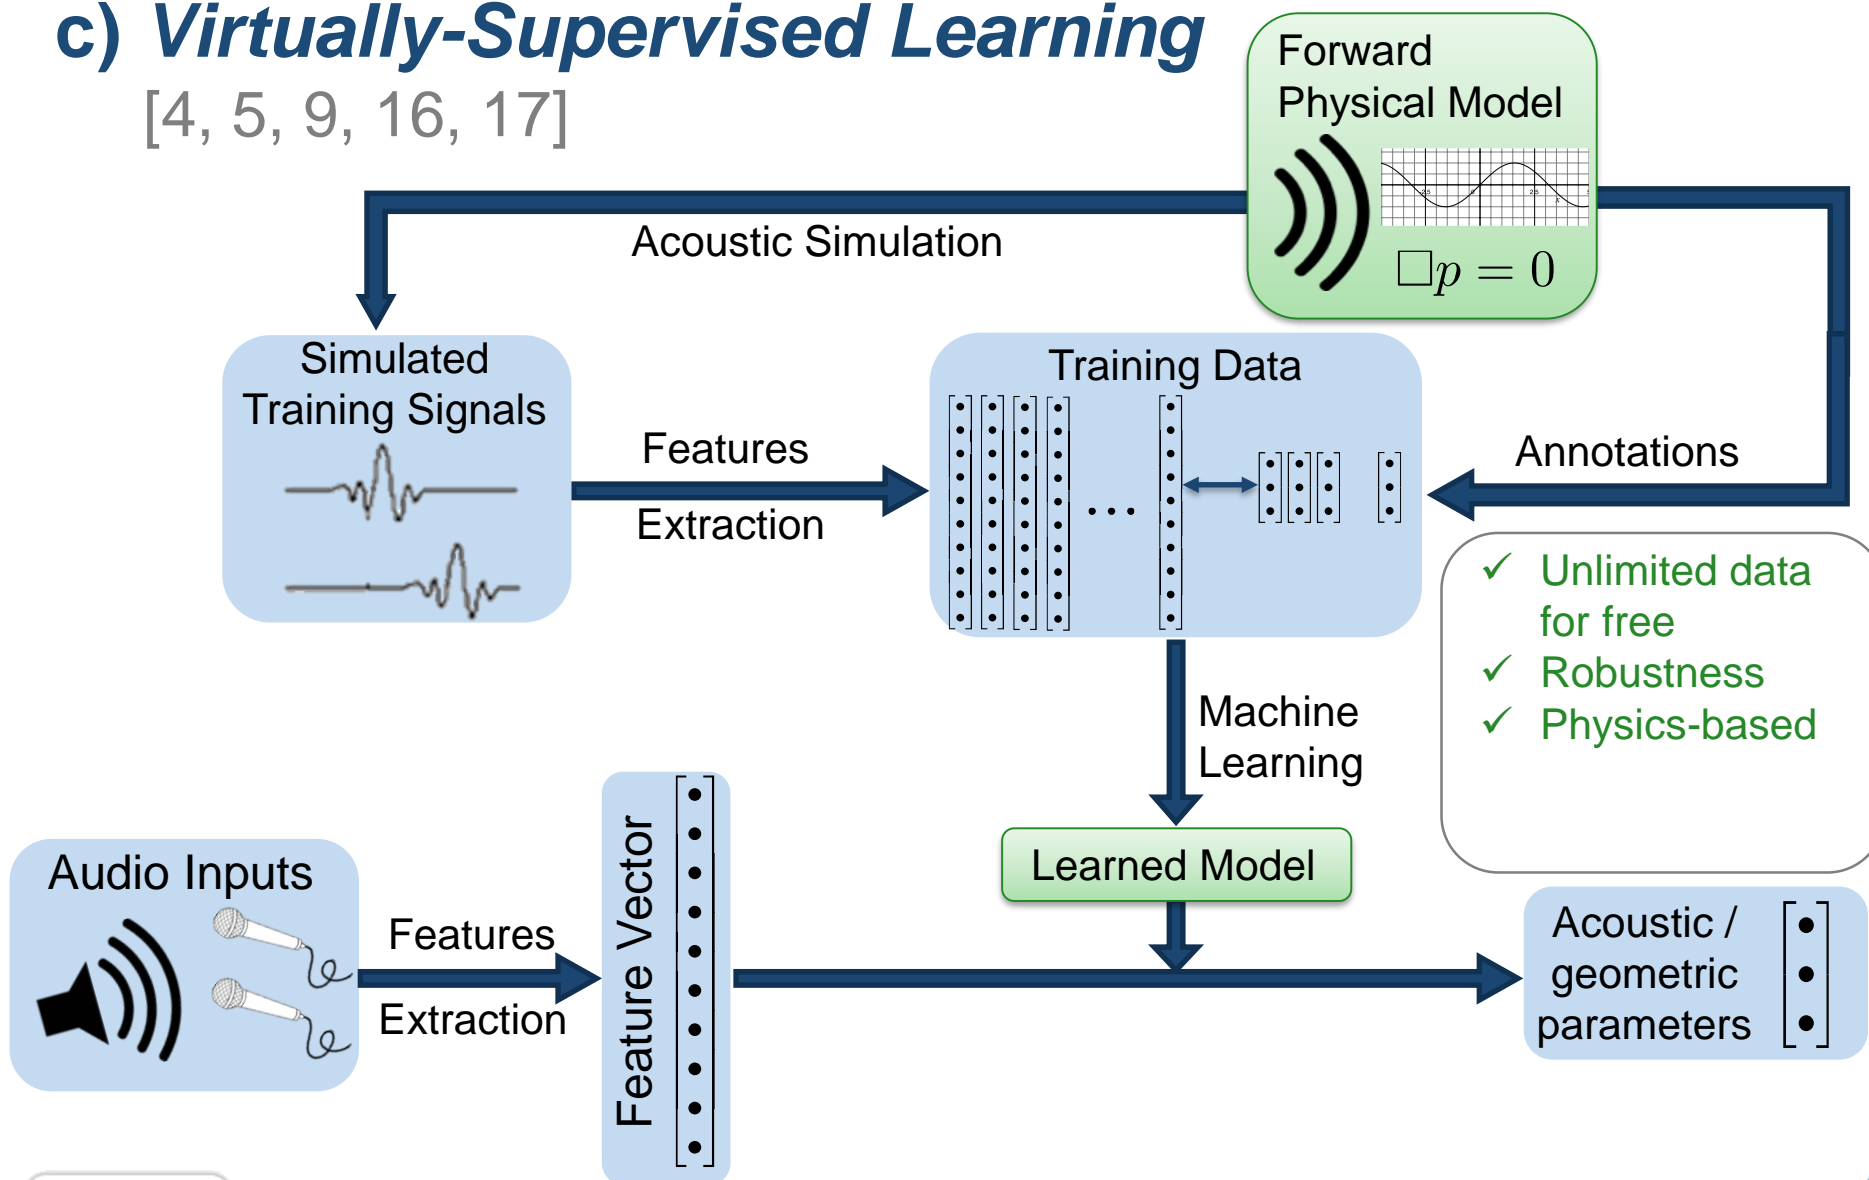 c) Virtually-Supervised Learning
[4, 5, 9, 16, 17]
Forward
Physical Model
□p = 0
Acoustic Simulation
Simulated
Training Signals
Features
Extraction
Training Data
...
Annotations
✓ Unlimited data
for free
✓ Robustness
✓ Physics-based
Machine
Learning
Learned Model
Audio Inputs
Features
Extraction
Feature Vector
Acoustic /
geometric
parameters